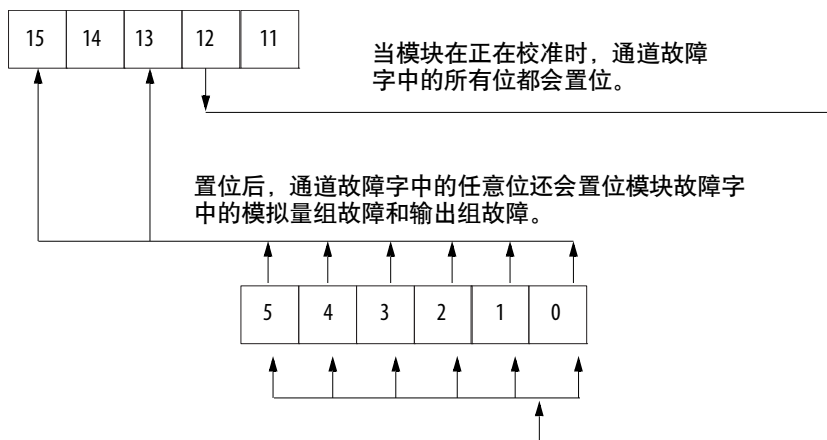 15 14 13 12 11
当模块在正在校准时，通道故障
字中的所有位都会置位。
置位后，通道故障字中的任意位还会置位模块故障字
中的模拟量组故障和输出组故障。
5 4 3 2 1 0